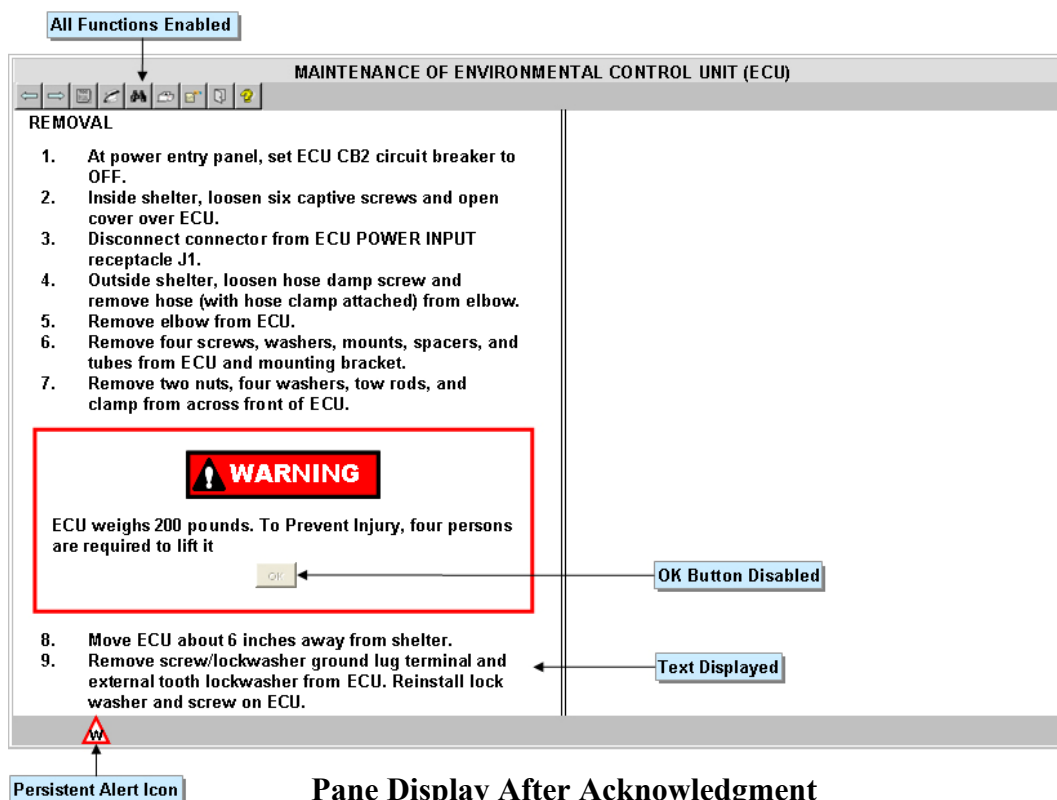 All Functions Enabled
MAINTENANCE OF ENVIRONMENTAL CONTROL UNIT (ECU)
REMOVAL
1. At power entry panel, set ECU CB2 circuit breaker to
OFF.
2. Inside shelter, loosen six captive screws and open
cover over ECU.
3. Disconnect connector from ECU POWER INPUT
receptacle J1.
4. Outside shelter, loosen hose damp screw and
remove hose (with hose clamp attached) from elbow.
5. Remove elbow from ECU.
6. Remove four screws, washers, mounts, spacers, and
tubes from ECU and mounting bracket.
7. Remove two nuts, four washers, tow rods, and
clamp from across front of ECU.
WARNING
ECU weighs 200 pounds. To Prevent Injury, four persons
are required to lift it
OK
OK Button Disabled
8. Move ECU about 6 inches away from shelter.
9. Remove screw/lockwasher ground lug terminal and
external tooth lockwasher from ECU. Reinstall lock
washer and screw on ECU.
Text Displayed
W
Persistent Alert Icon
Pane Display After Acknowledgment